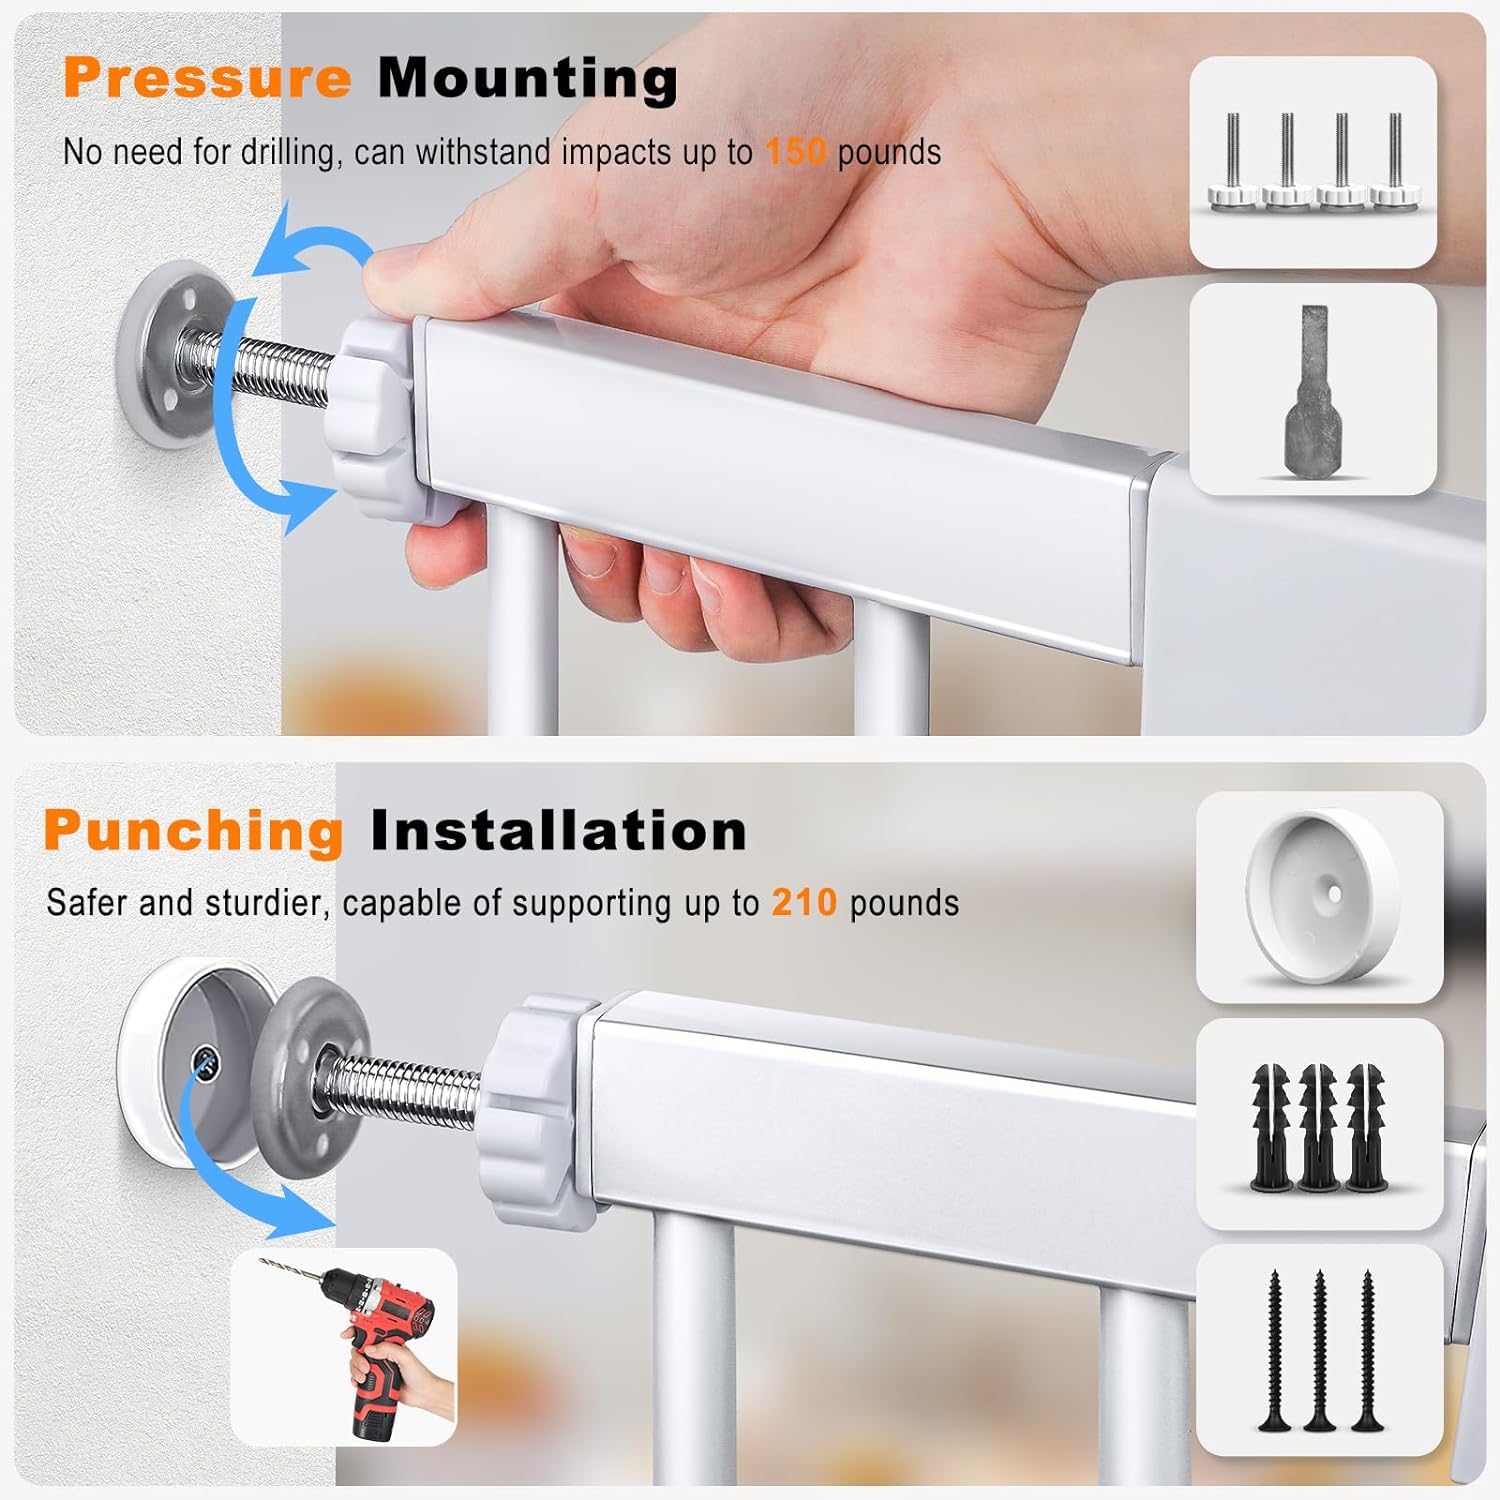 Pressure Mounting
No need for drilling, can withstand impacts up to 150 pounds
Punching Installation
Safer and sturdier, capable of supporting up to 210 pounds